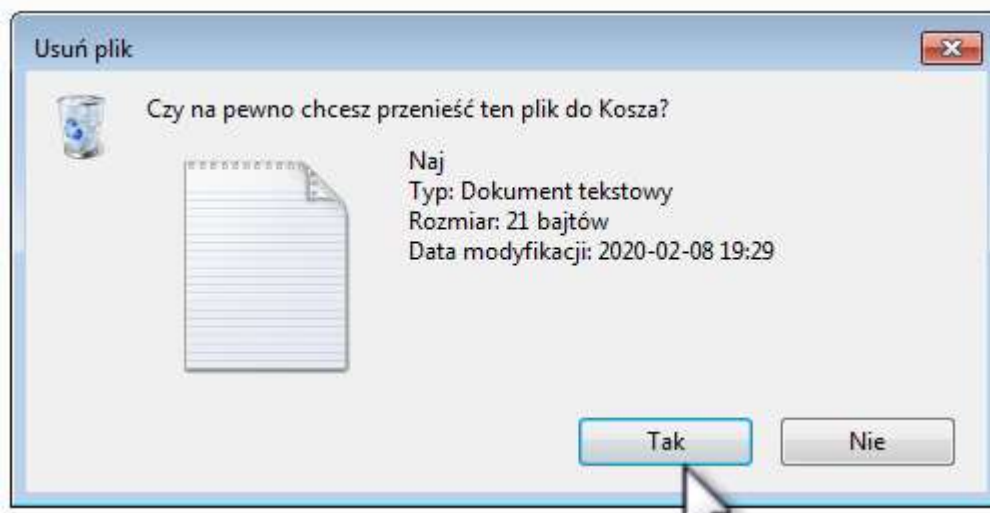 Usuń plik
Czy na pewno chcesz przenieść ten plik do Kosza?
Naj
Typ: Dokument tekstowy
Rozmiar: 21 bajtów
Data modyfikacji: 2020-02-08 19:29
Tak
Nie